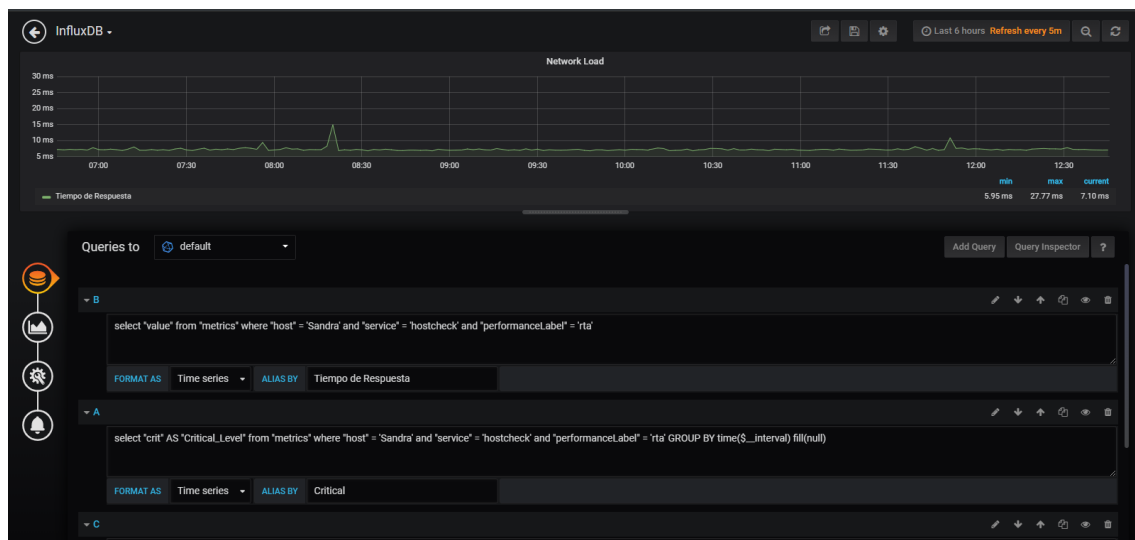 InfluxDB
Last 6 hours Refresh every 5m
Network Load
30 ms
25 ms
20 ms
15 ms
10 ms
5 ms
07:00 07:30 08:00 08:30 09:00 09:30 10:00 10:30 11:00 11:30 12:00 12:30
min max current
Tiempo de Respuesta 5.95 ms 27.77 ms 7.10 ms
Queries to default Add Query Query Inspector ?
B
select "value" from "metrics" where "host" = 'Sandra' and "service" = 'hostcheck' and "performanceLabel" = 'rta'
FORMAT AS Time series ALIAS BY Tiempo de Respuesta
A
select "crit" AS "Critical_Level" from "metrics" where "host" = 'Sandra' and "service" = 'hostcheck' and "performanceLabel" = 'rta' GROUP BY time($__interval) fill(null)
FORMAT AS Time series ALIAS BY Critical
C